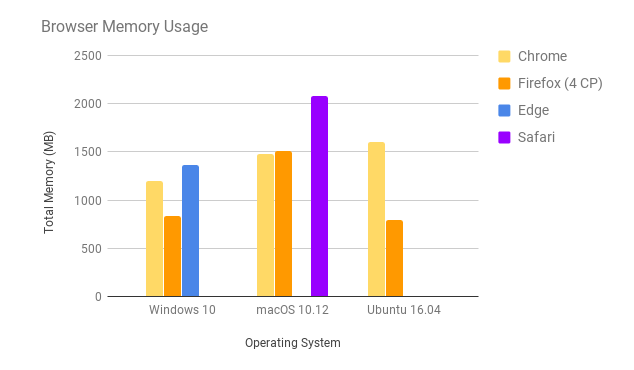 Browser Memory Usage
2500
2000
1500
1000
500
0
Total Memory (MB)
Windows 10
macOS 10.12
Ubuntu 16.04
Operating System
Chrome
Firefox (4 CP)
Edge
Safari